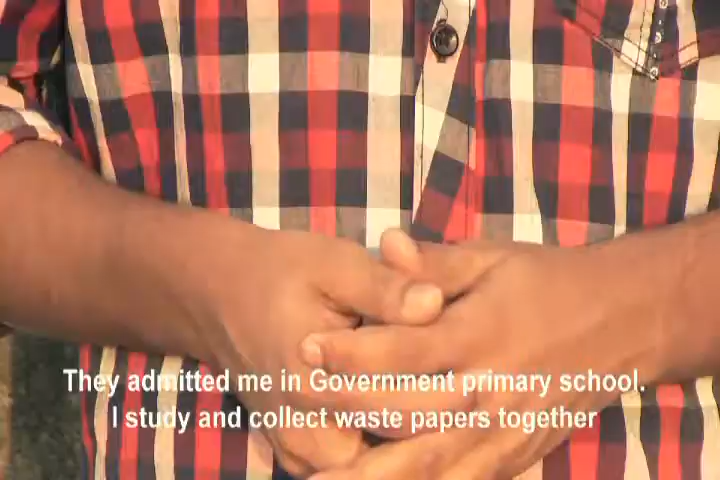 They admitted me in Government primary school.
I study and collect waste papers together